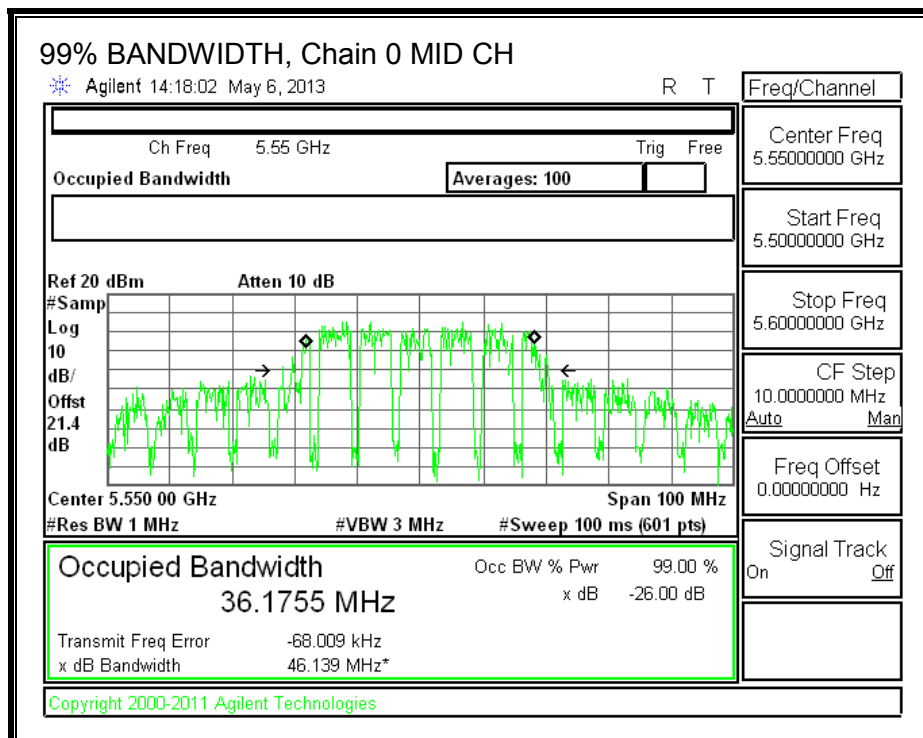 99% BANDWIDTH, Chain 0 MID CH
Agilent 14:18:02 May 6, 2013 R T
Freq/Channel
Ch Freq 5.55 GHz Trig Free
Occupied Bandwidth Averages: 100
Center Freq
5.55000000 GHz
Start Freq
5.50000000 GHz
Stop Freq
5.60000000 GHz
CF Step
10.0000000 MHz
Auto Man
Freq Offset
0.00000000 Hz
Signal Track
On Off
Ref 20 dBm Atten 10 dB
#Samp
Log
10
dB/
Offst
21.4
dB
Center 5.550 00 GHz Span 100 MHz
#Res BW 1 MHz #VBW 3 MHz #Sweep 100 ms (601 pts)
Occupied Bandwidth Occ BW % Pwr 99.00 %
36.1755 MHz x dB -26.00 dB
Transmit Freq Error -68.009 kHz
x dB Bandwidth 46.139 MHz*
Copyright 2000-2011 Agilent Technologies